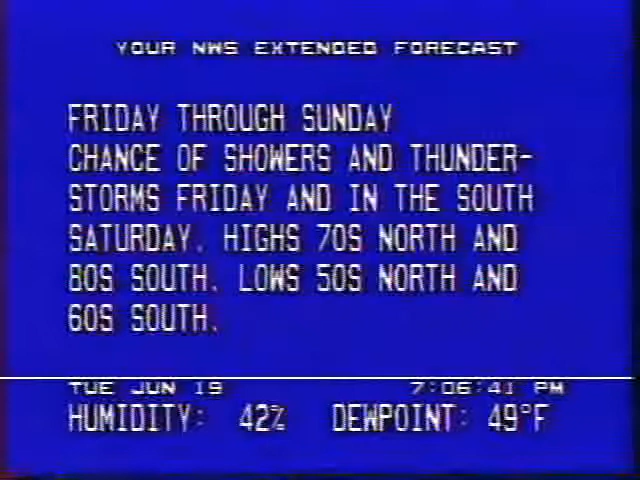 YOUR NWS EXTENDED FORECAST
FRIDAY THROUGH SUNDAY
CHANCE OF SHOWERS AND THUNDER-
STORMS FRIDAY AND IN THE SOUTH
SATURDAY. HIGHS 70S NORTH AND
80S SOUTH. LOWS 50S NORTH AND
60S SOUTH.
TUE JUN 19 7:06:41 PM
HUMIDITY: 42% DEWPOINT: 49°F